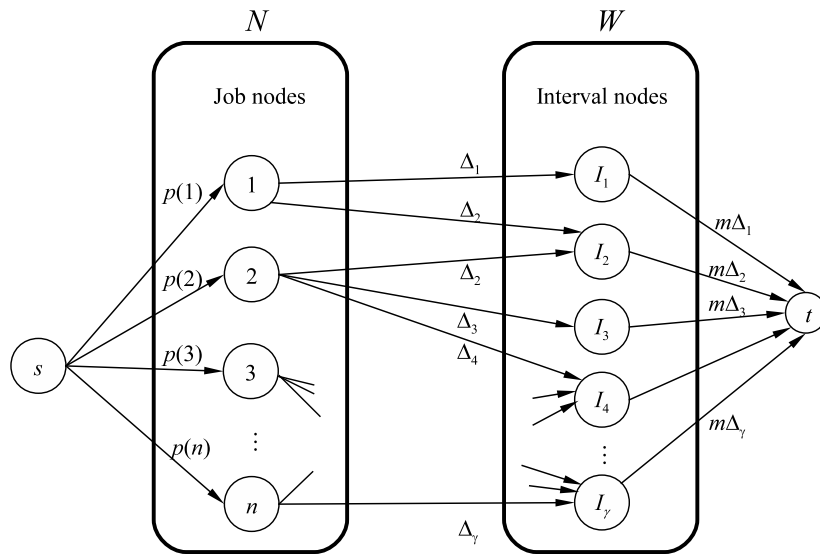 N W
Job nodes Interval nodes
1 Δ₁ I₁
p(1)
Δ₂
mΔ₁
p(2) 2 Δ₂ I₂
mΔ₂
mΔ₃
Δ₃ I₃ t
s p(3) 3 Δ₄
I₄
p(n) ⋮ ⋮ mΔᵧ
n Iᵧ
Δᵧ